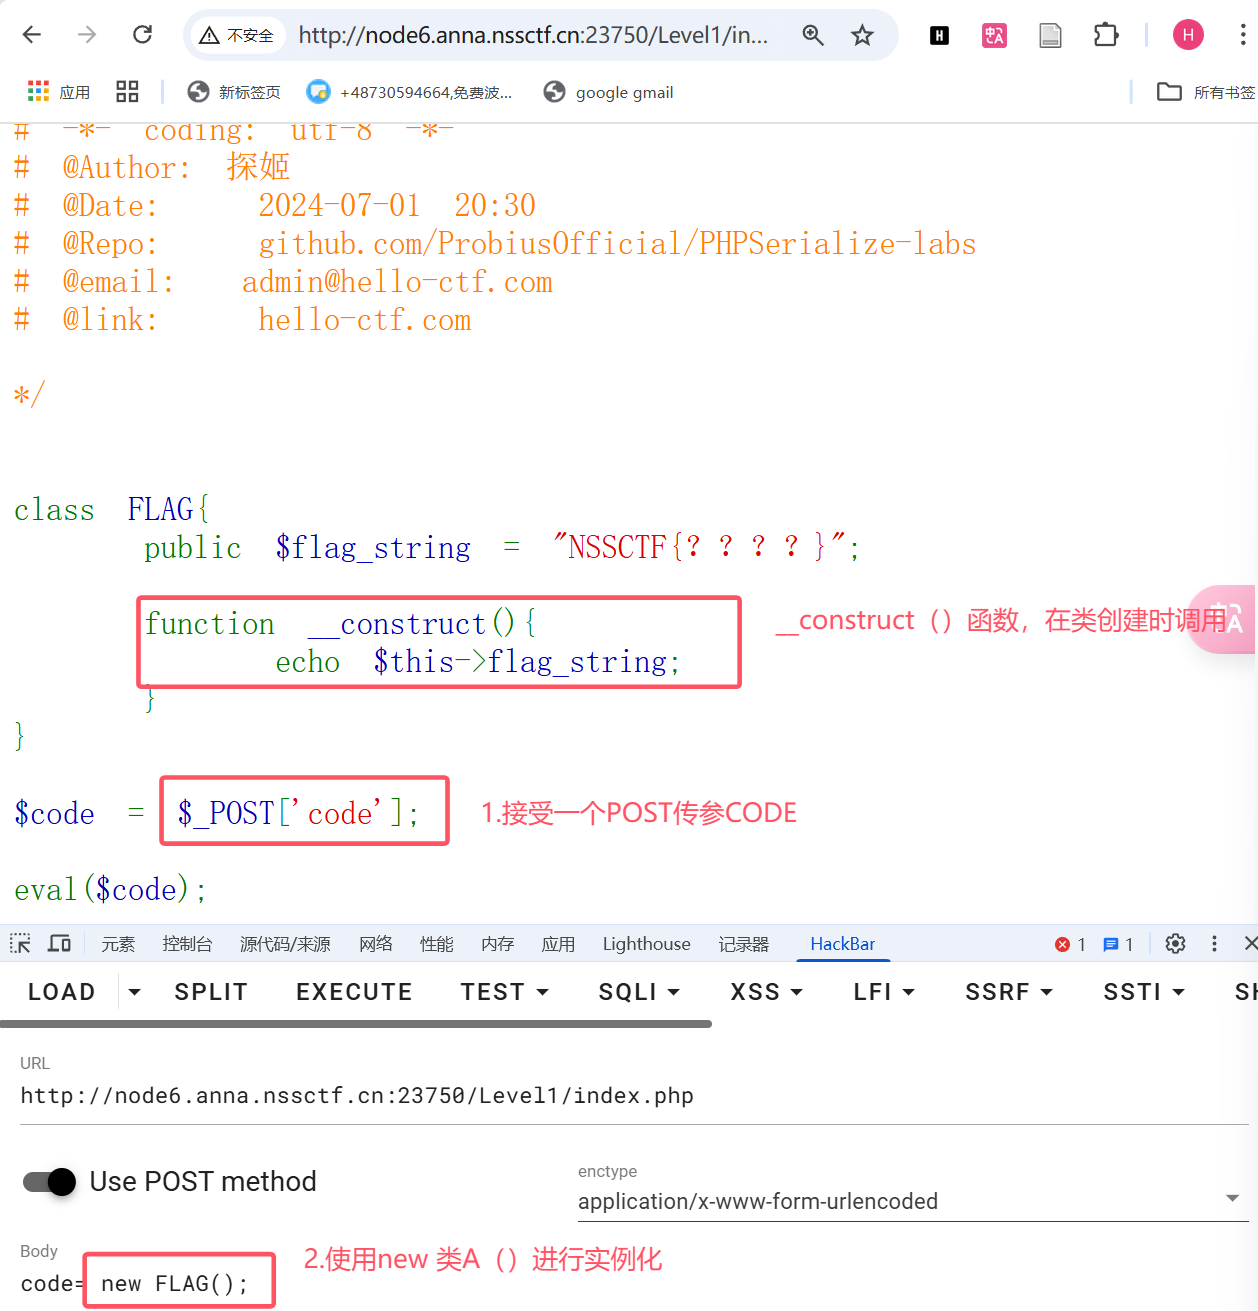 不安全 http://node6.anna.nssctf.cn:23750/Level1/in... H 中A H
应用 新标签页 +48730594664,免费波... google gmail 所有书签
# -*- coding: utf-8 -*-
# @Author: 探姬
# @Date: 2024-07-01 20:30
# @Repo: github.com/ProbiusOfficial/PHPSerialize-labs
# @email: admin@hello-ctf.com
# @link: hello-ctf.com
*/
class FLAG{
public $flag_string = "NSSCTF{????}";
function __construct(){
__construct（）函数，在类创建时调用
echo $this->flag_string;
}
}
$code = $_POST['code'];
1.接受一个POST传参CODE
eval($code);
元素 控制台 源代码/来源 网络 性能 内存 应用 Lighthouse 记录器 HackBar 1 1
LOAD SPLIT EXECUTE TEST SQLI XSS LFI SSRF SSTI SH
URL
http://node6.anna.nssctf.cn:23750/Level1/index.php
Use POST method
enctype
application/x-www-form-urlencoded
Body
2.使用new 类A（）进行实例化
code= new FLAG();